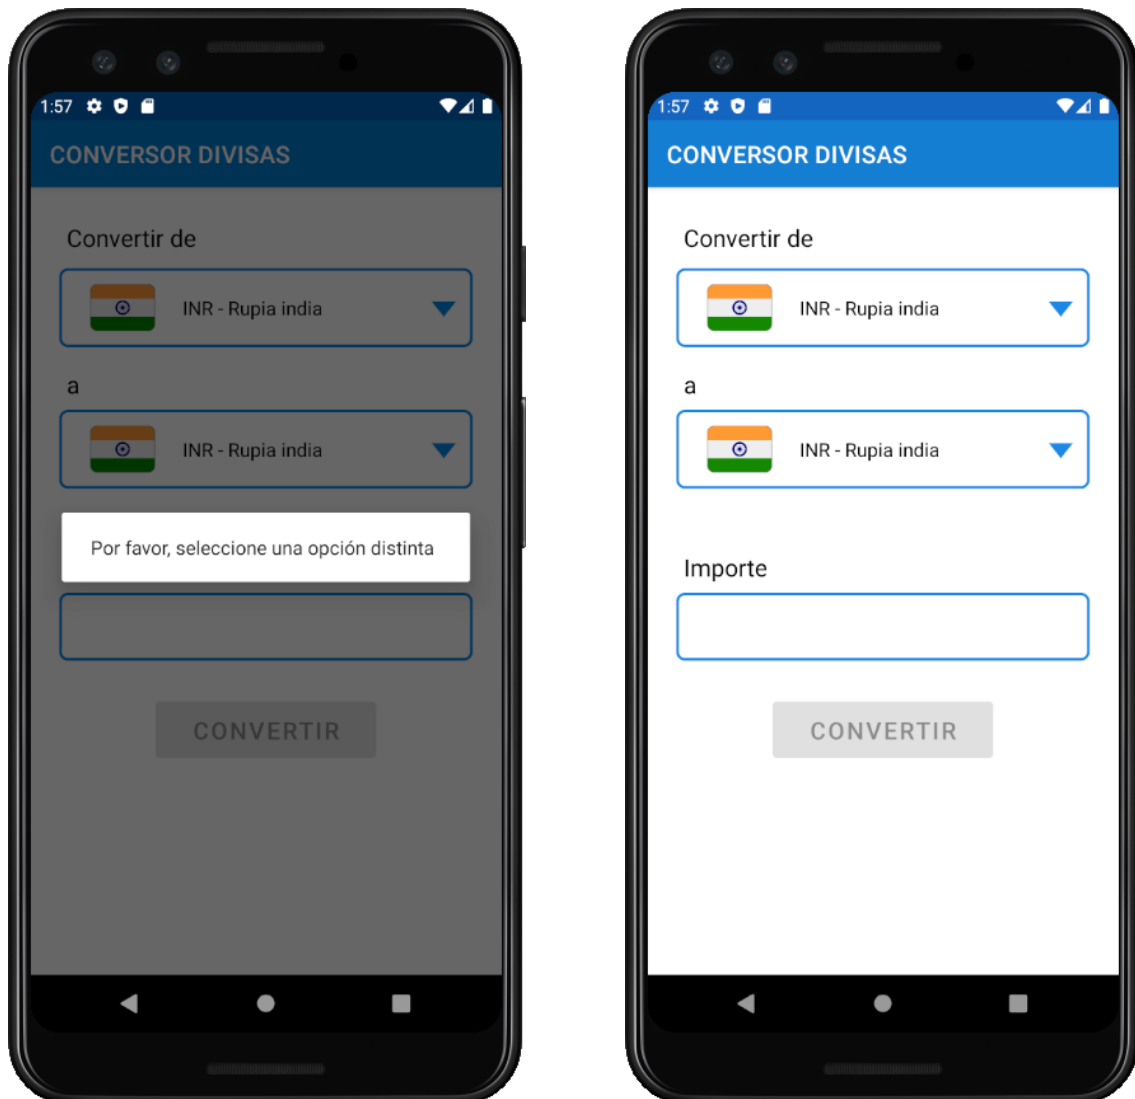 1:57
CONVERSOR DIVISAS
Convertir de
INR - Rupia india
a
INR - Rupia india
Por favor, seleccione una opción distinta
CONVERTIR
1:57
CONVERSOR DIVISAS
Convertir de
INR - Rupia india
a
INR - Rupia india
Importe
CONVERTIR